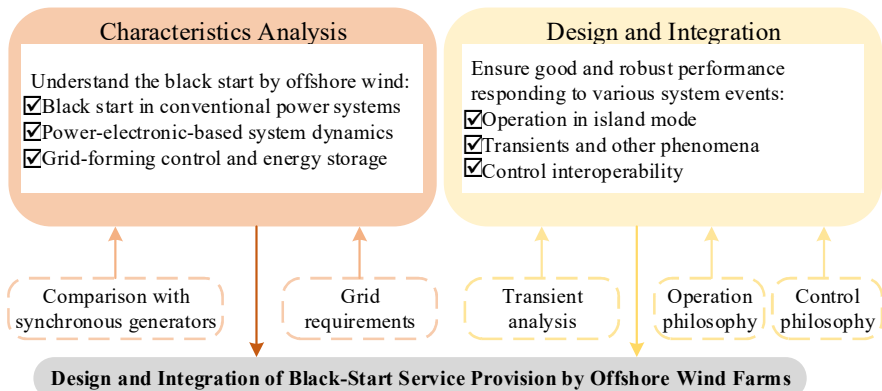 Characteristics Analysis
Understand the black start by offshore wind:
☑Black start in conventional power systems
☑Power-electronic-based system dynamics
☑Grid-forming control and energy storage
Design and Integration
Ensure good and robust performance
responding to various system events:
☑Operation in island mode
☑Transients and other phenomena
☑Control interoperability
Comparison with
synchronous generators
Grid
requirements
Transient
analysis
Operation
philosophy
Control
philosophy
Design and Integration of Black-Start Service Provision by Offshore Wind Farms